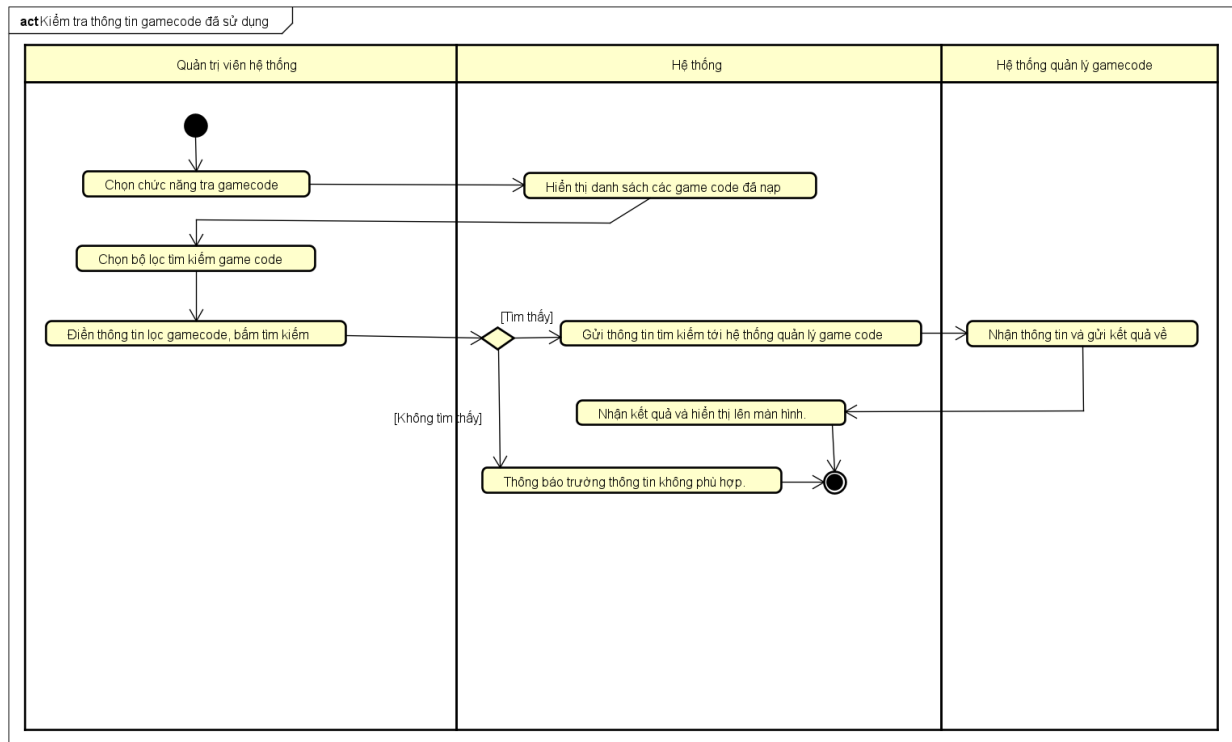 act Kiểm tra thông tin gamecode đã sử dụng
Quản trị viên hệ thống
Hệ thống
Hệ thống quản lý gamecode
Chọn chức năng tra gamecode
Hiển thị danh sách các game code đã nạp
Chọn bộ lọc tìm kiếm game code
[Tìm thấy]
Điền thông tin lọc gamecode, bấm tìm kiếm
Gửi thông tin tìm kiếm tới hệ thống quản lý game code
Nhận thông tin và gửi kết quả về
[Không tìm thấy]
Nhận kết quả và hiển thị lên màn hình.
Thông báo trường thông tin không phù hợp.